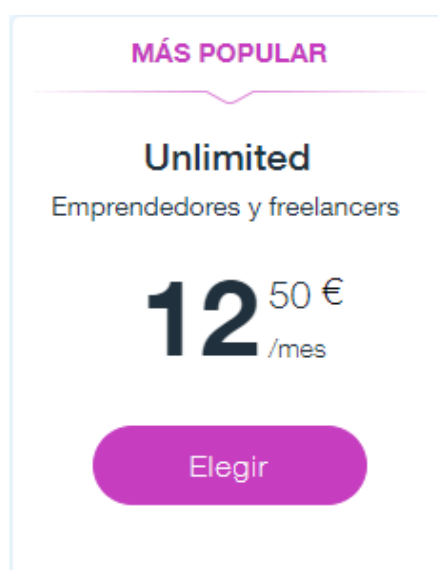 MÁS POPULAR
Unlimited
Emprendedores y freelancers
12 50 €
/mes
Elegir